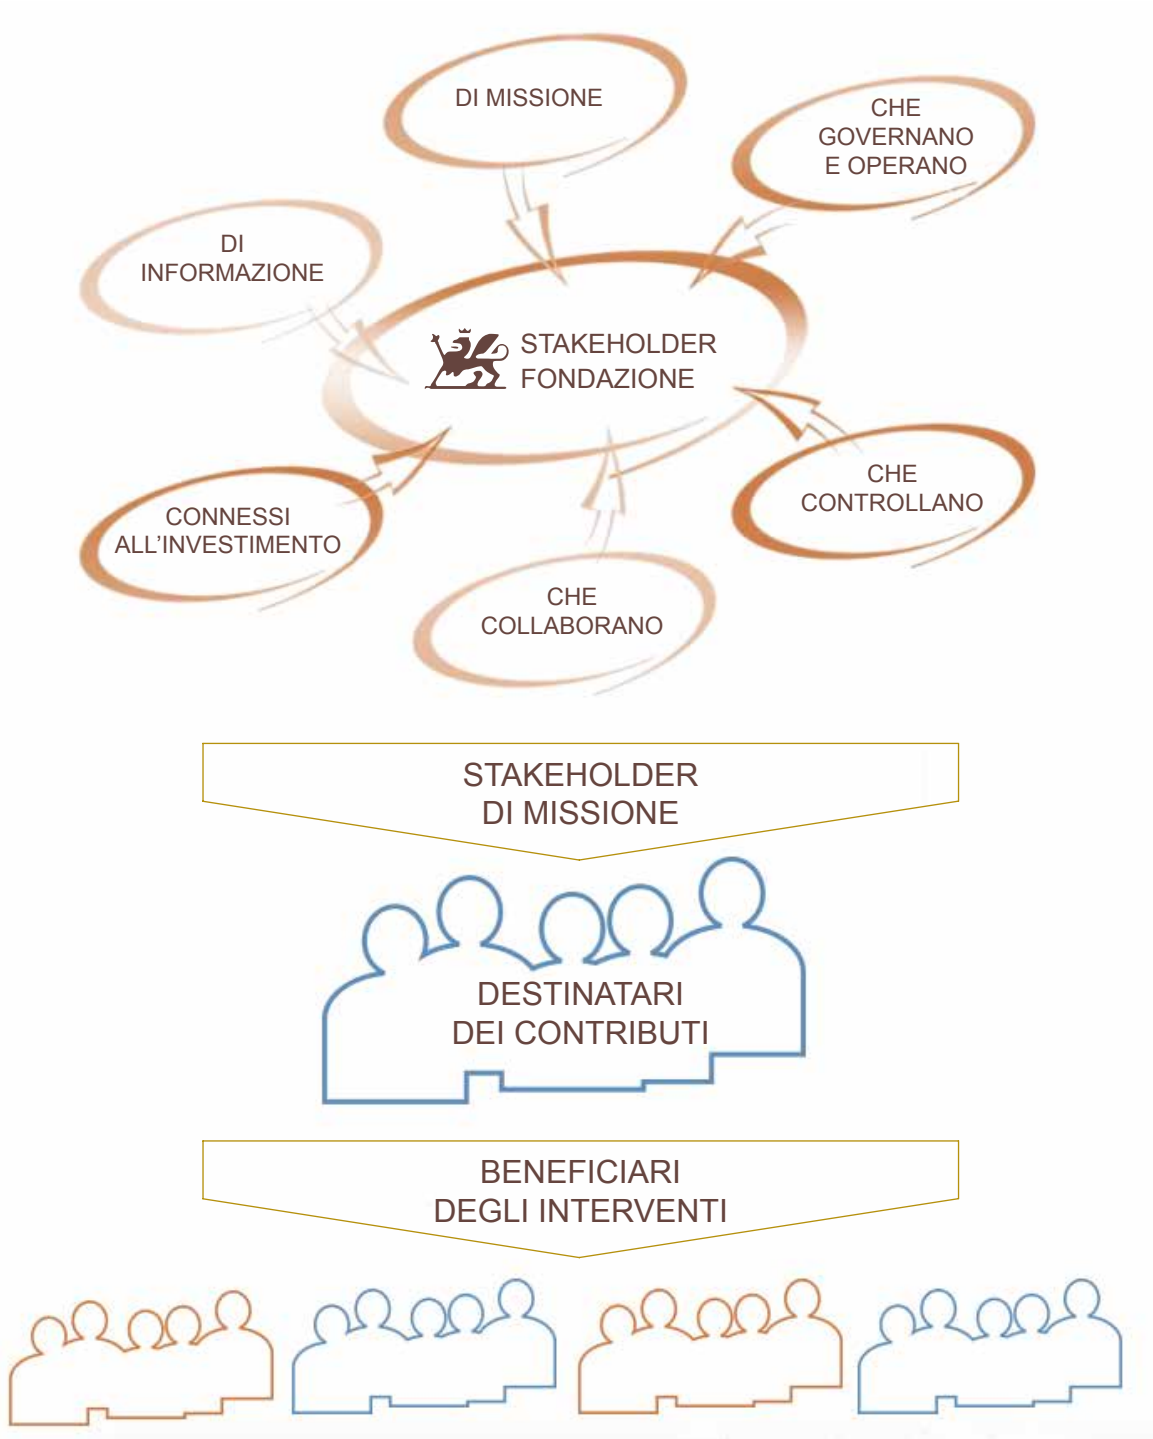 DI MISSIONE
CHE
GOVERNANO
E OPERANO
DI
INFORMAZIONE
STAKEHOLDER
FONDAZIONE
CHE
CONTROLLANO
CONNESSI
ALL'INVESTIMENTO
CHE
COLLABORANO
STAKEHOLDER
DI MISSIONE
DESTINATARI
DEI CONTRIBUTI
BENEFICIARI
DEGLI INTERVENTI